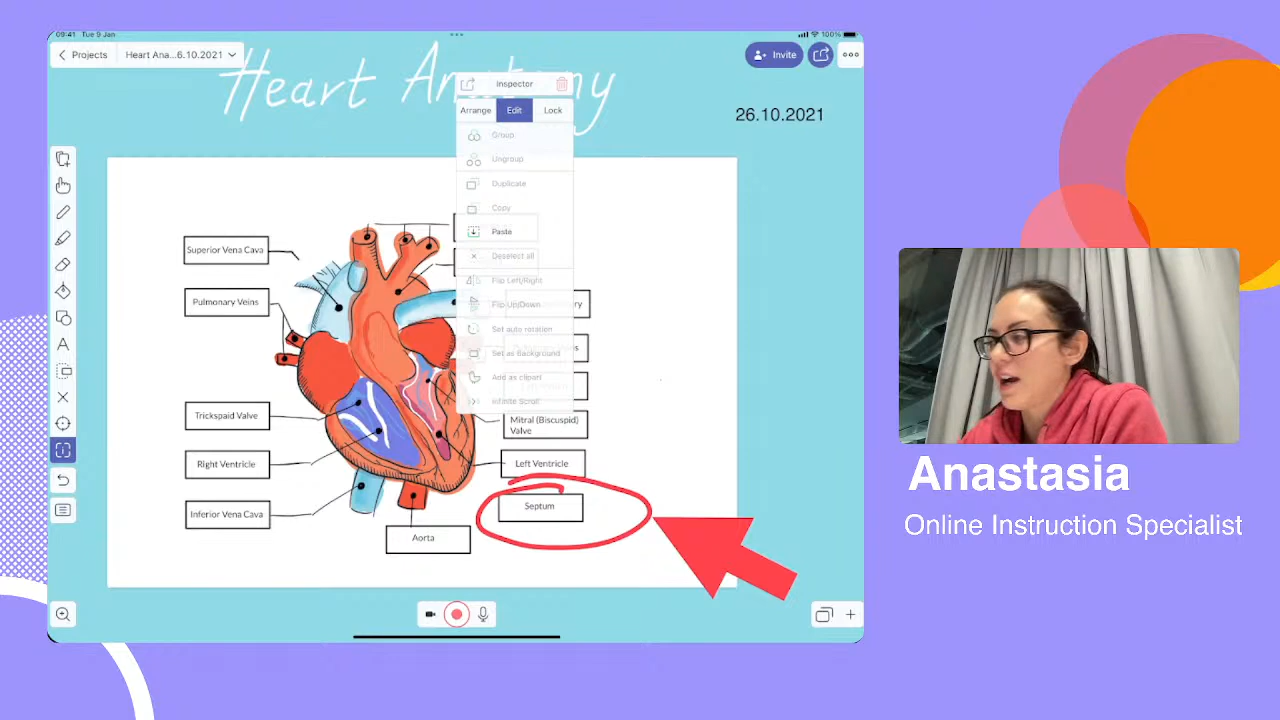 09:41 Tue 9 Jan
100%
Projects
Heart Ana...6.10.2021
Invite
Heart Anatomy
26.10.2021
Inspector
Arrange
Edit
Lock
Group
Ungroup
Duplicate
Copy
Paste
Deselect all
Flip Left/Right
Flip Up/Down
Set auto rotation
Set as Background
Add as clipart
Infinite Scroll
Superior Vena Cava
Pulmonary Veins
Trickspaid Valve
Right Ventricle
Inferior Vena Cava
Aorta
Mitral (Biscuspid)
Valve
Left Ventricle
Septum
A
Anastasia
Online Instruction Specialist